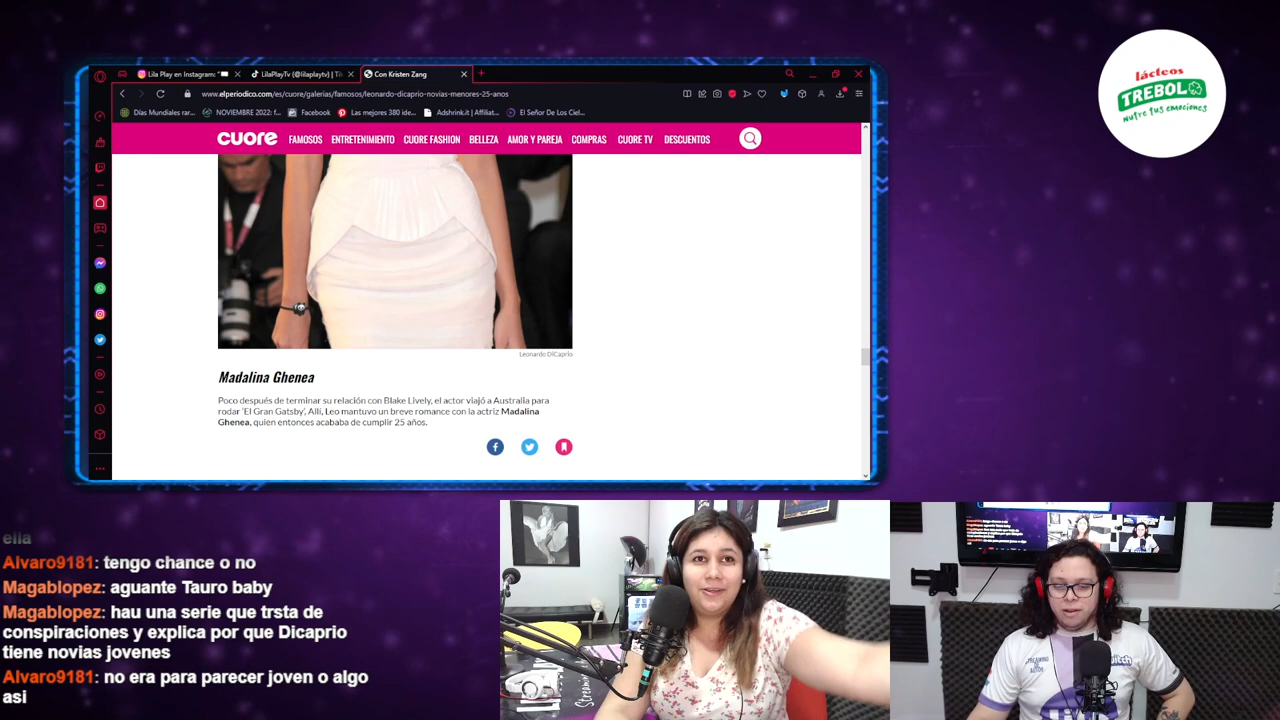 Lila Play en Instagram: "
LilaPlayTv (@lilaplaytv) | Ti
Con Kristen Zang
www.elperiodico.com/es/cuore/galerias/famosos/leonardo-dicaprio-novias-menores-25-anos
Días Mundiales rar...
NOVIEMBRE 2022: f...
Facebook
Las mejores 380 ide...
Adshrink.it | Affiliat...
El Señor De Los Ciel...
cuore
FAMOSOS
ENTRETENIMIENTO
CUORE FASHION
BELLEZA
AMOR Y PAREJA
COMPRAS
CUORE TV
DESCUENTOS
lácteos
TREBOL
nutre tus emociones
Leonardo DiCaprio
Madalina Ghenea
Poco después de terminar su relación con Blake Lively, el actor viajó a Australia para
rodar 'El Gran Gatsby'. Allí, Leo mantuvo un breve romance con la actriz Madalina
Ghenea, quien entonces acababa de cumplir 25 años.
ella
Alvaro9181: tengo chance o no
Magablopez: aguante Tauro baby
Magablopez: hau una serie que trsta de
conspiraciones y explica por que Dicaprio
tiene novias jovenes
Alvaro9181: no era para parecer joven o algo
asi